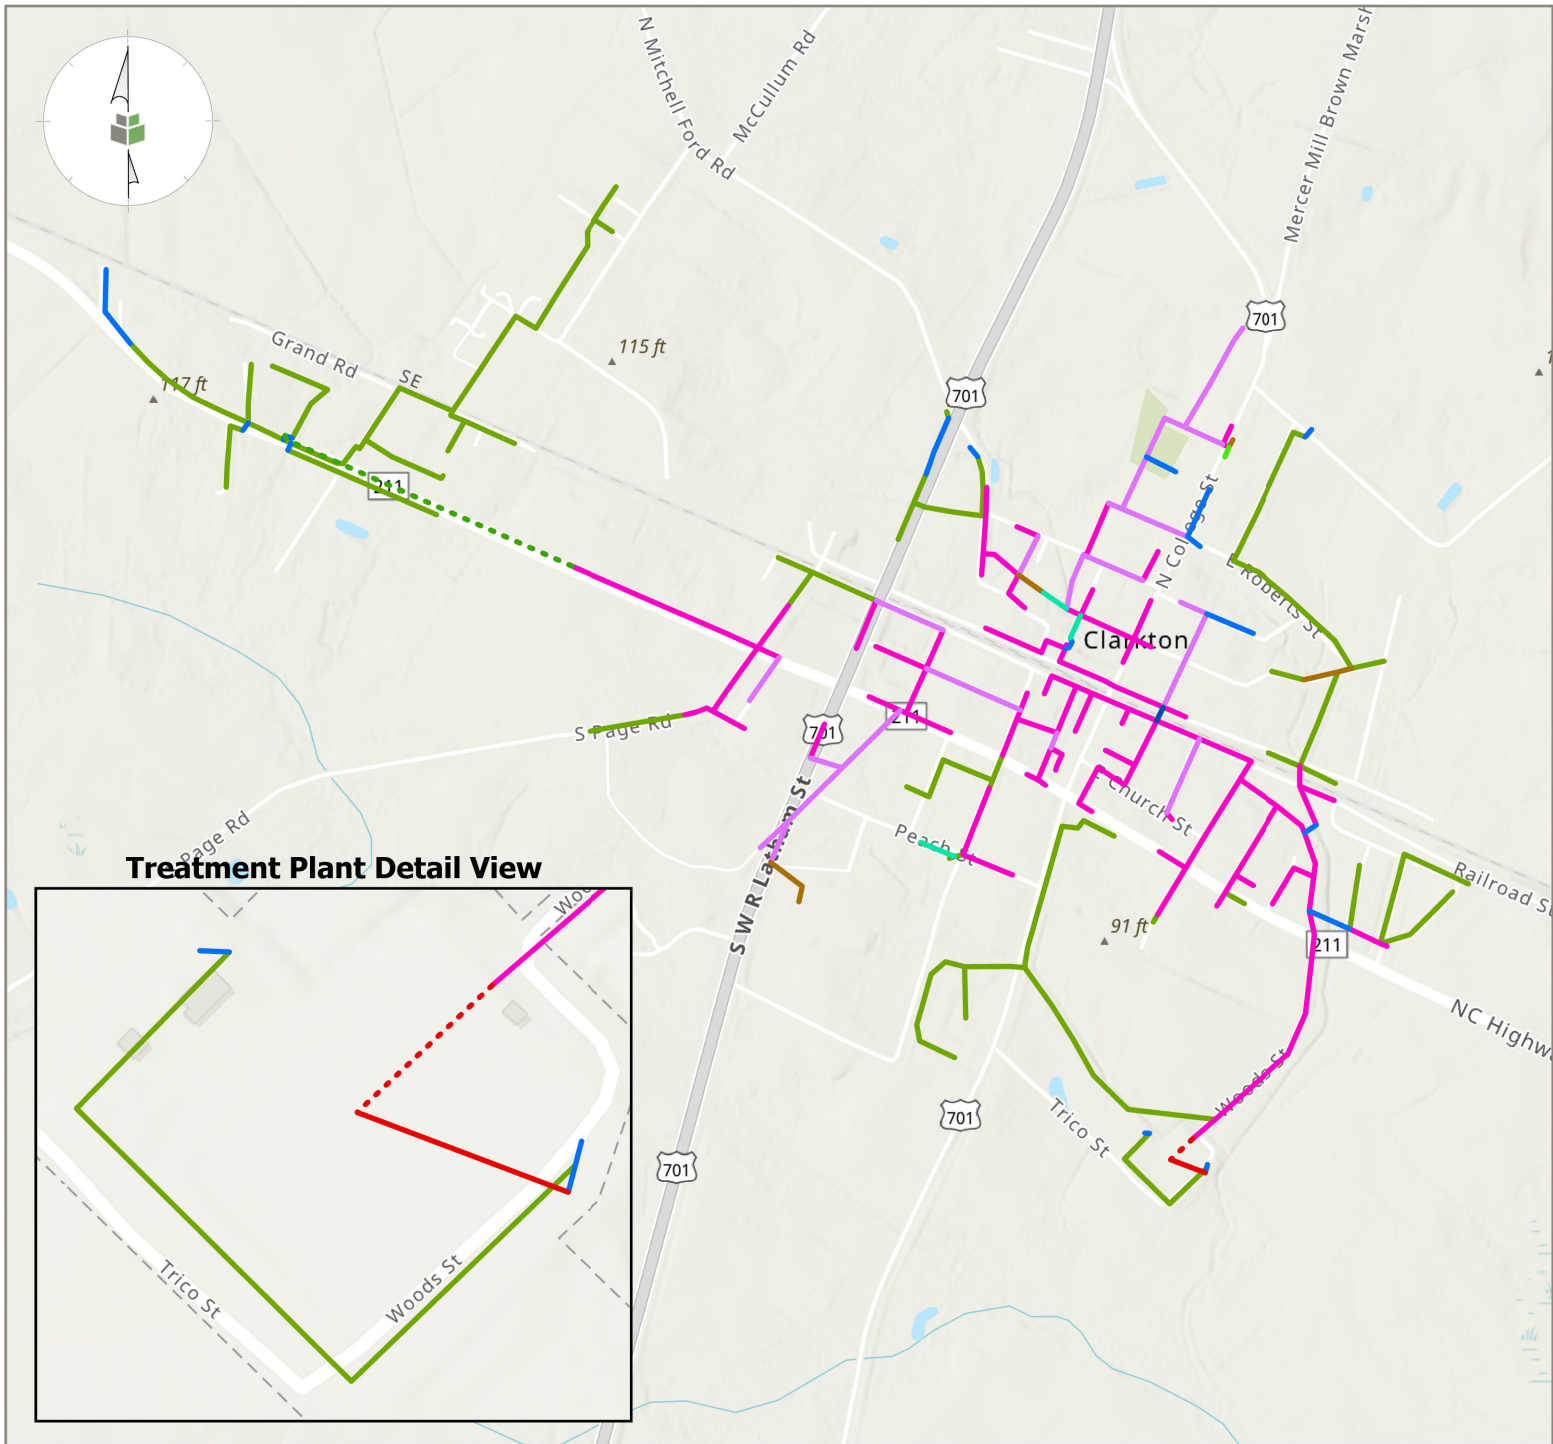 N Mitchell Ford Rd
McCullum Rd
Mercer Mill Brown Marsh
701
115 ft
Grand Rd
SE
117 ft
701
211
N College St
E Roberts St
Clarkton
S Page Rd
701
211
S W R Latham St
E Church St
Peach St
Page Rd
Railroad St
91 ft
211
NC Highw
Woods St
Trico St
701
701
Treatment Plant Detail View
Woo
Trico St
Woods St